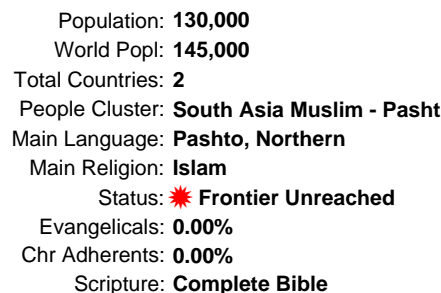 Population: 130,000
World Popl: 145,000
Total Countries: 2
People Cluster: South Asia Muslim - Pasht
Main Language: Pashto, Northern
Main Religion: Islam
Status: Frontier Unreached
Evangelicals: 0.00%
Chr Adherents: 0.00%
Scripture: Complete Bible